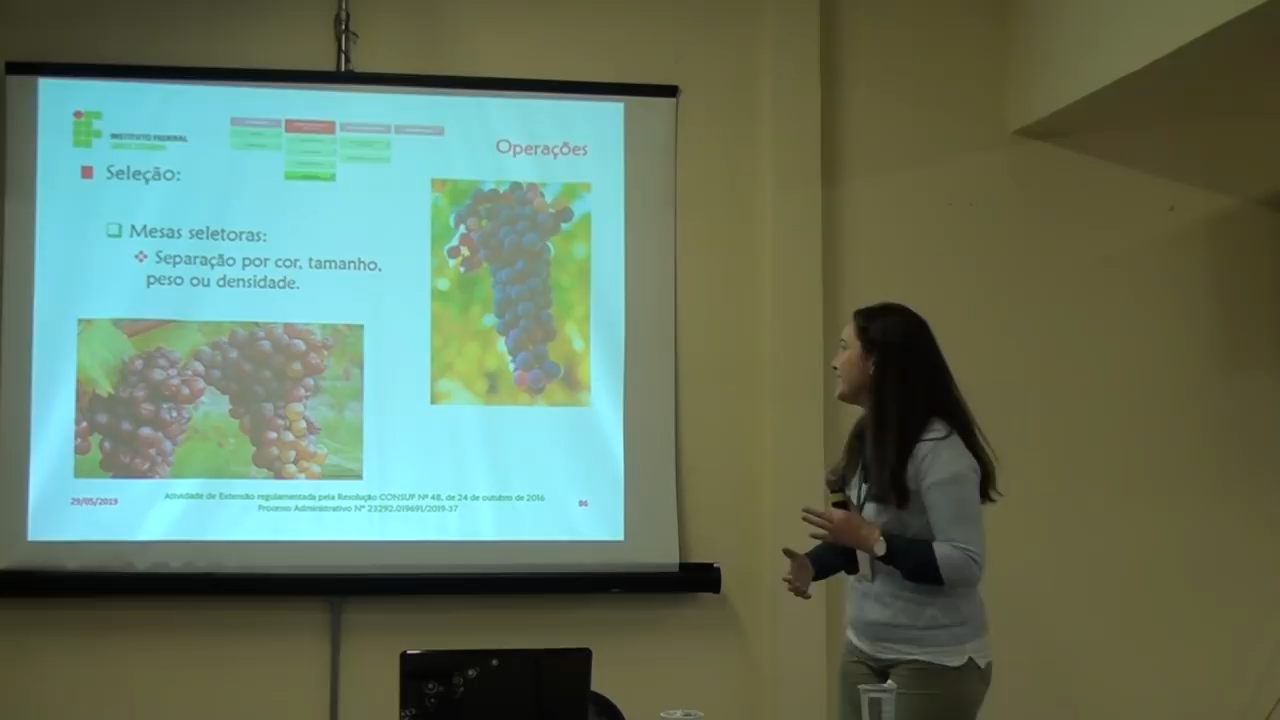 INSTITUTO FEDERAL
Operações
Seleção:
Mesas seletoras:
Separação por cor, tamanho,
peso ou densidade.
29/05/2019
Atividade de Extensão regulamentada pela Resolução CONSUP Nº 48, de 24 de outubro de 2016
Processo Administrativo Nº 23292.019691/2019-37
86